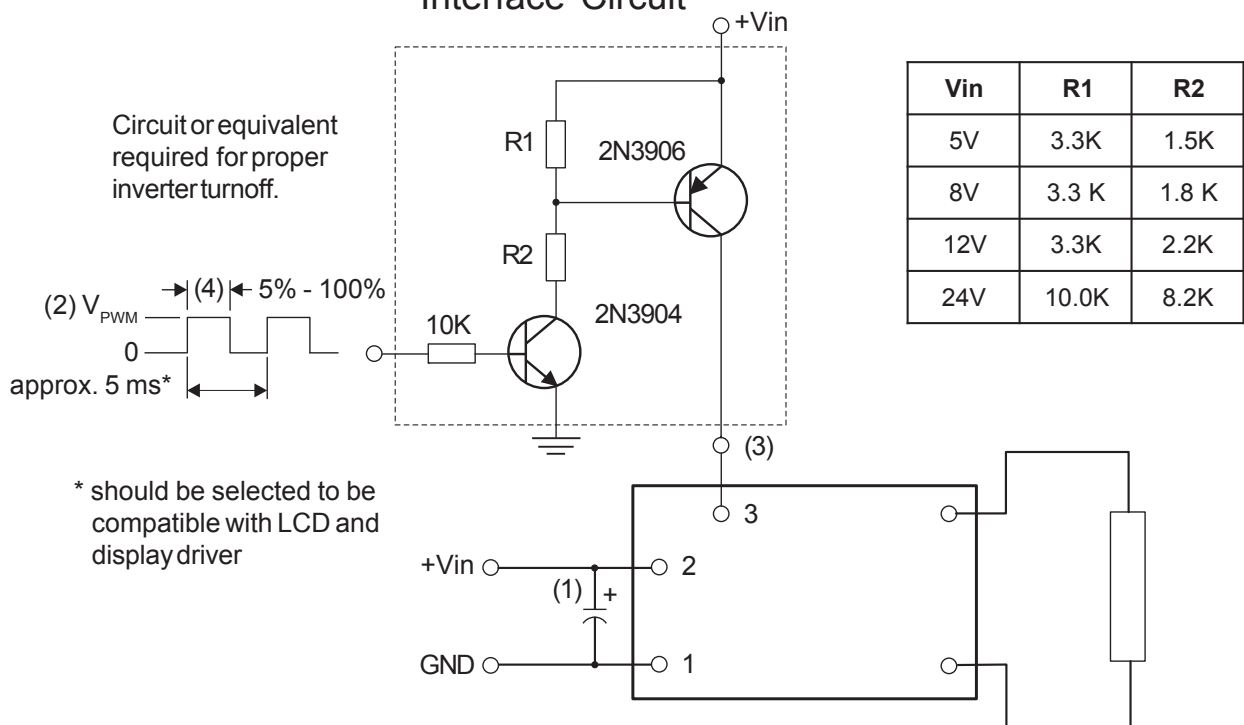 Interface Circuit
+Vin
Circuit or equivalent
required for proper
inverter turnoff.
R1
2N3906
R2
(4) 5% - 100%
(2) VPWM
10K
2N3904
0
approx. 5 ms*
(3)
* should be selected to be
compatible with LCD and
display driver
3
+Vin
2
(1) +
GND
1
Vin R1 R2
5V 3.3K 1.5K
8V 3.3 K 1.8 K
12V 3.3K 2.2K
24V 10.0K 8.2K